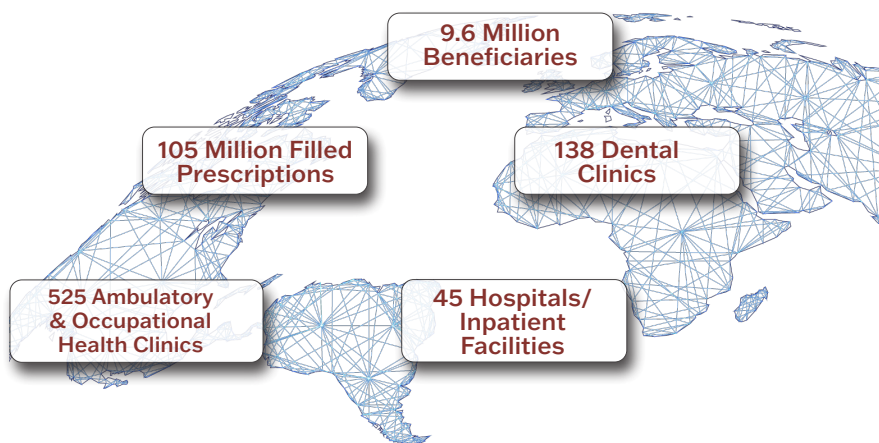 9.6 Million
Beneficiaries
105 Million Filled
Prescriptions
138 Dental
Clinics
525 Ambulatory
& Occupational
Health Clinics
45 Hospitals/
Inpatient
Facilities